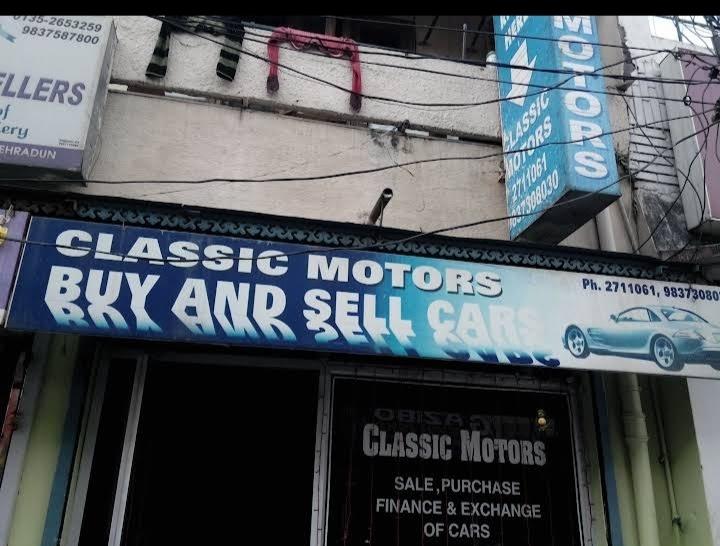 0135-2653259
9837587800
ELLERS
of
ery
EHRADUN
MOTORS
CLASSIC
MOTORS
2711061
9837308030
CLASSIC MOTORS
BUY AND SELL CARS
Ph. 2711061, 98373080
CLASSIC MOTORS
SALE, PURCHASE
FINANCE & EXCHANGE
OF CARS